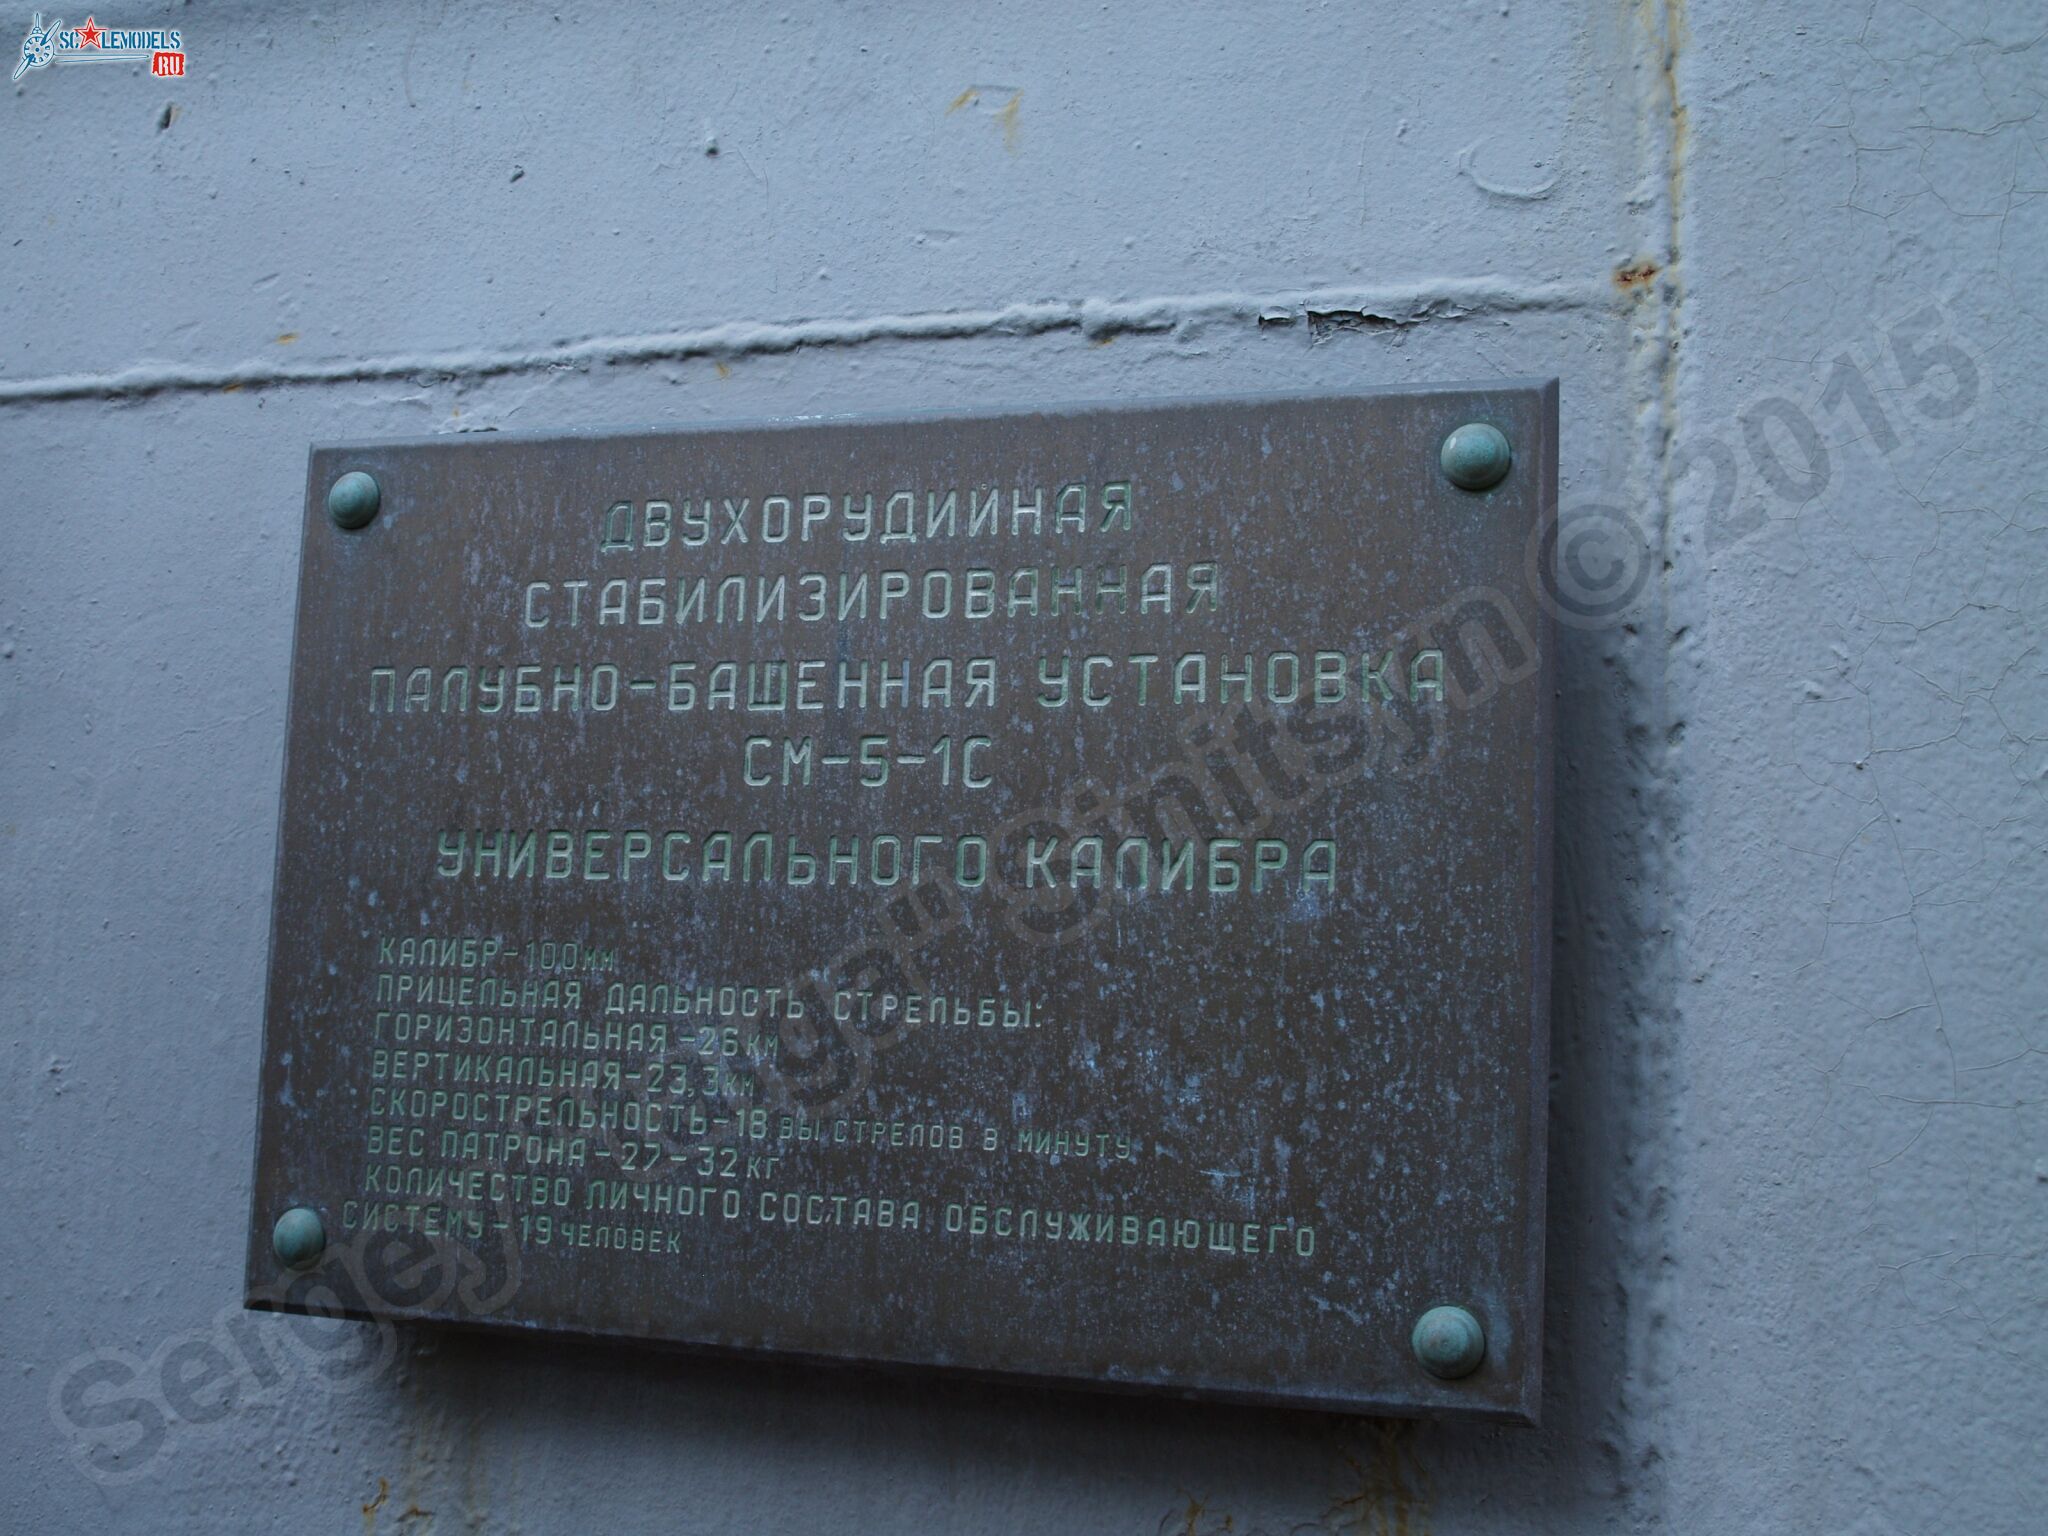 SCALEMODELS
RU
ДВУХОРУДИЙНАЯ
СТАБИЛИЗИРОВАННАЯ
ПАЛУБНО-БАШЕННАЯ УСТАНОВКА
СМ-5-1С
УНИВЕРСАЛЬНОГО КАЛИБРА
КАЛИБР-100мм
ПРИЦЕЛЬНАЯ ДАЛЬНОСТЬ СТРЕЛЬБЫ:
ГОРИЗОНТАЛЬНАЯ-26км
ВЕРТИКАЛЬНАЯ-23,3км
СКОРОСТРЕЛЬНОСТЬ-18 ВЫСТРЕЛОВ В МИНУТУ
ВЕС ПАТРОНА-27-32кг
КОЛИЧЕСТВО ЛИЧНОГО СОСТАВА ОБСЛУЖИВАЮЩЕГО
СИСТЕМУ-19 ЧЕЛОВЕК
Sergey "Sergan" Sinitsyn © 2015